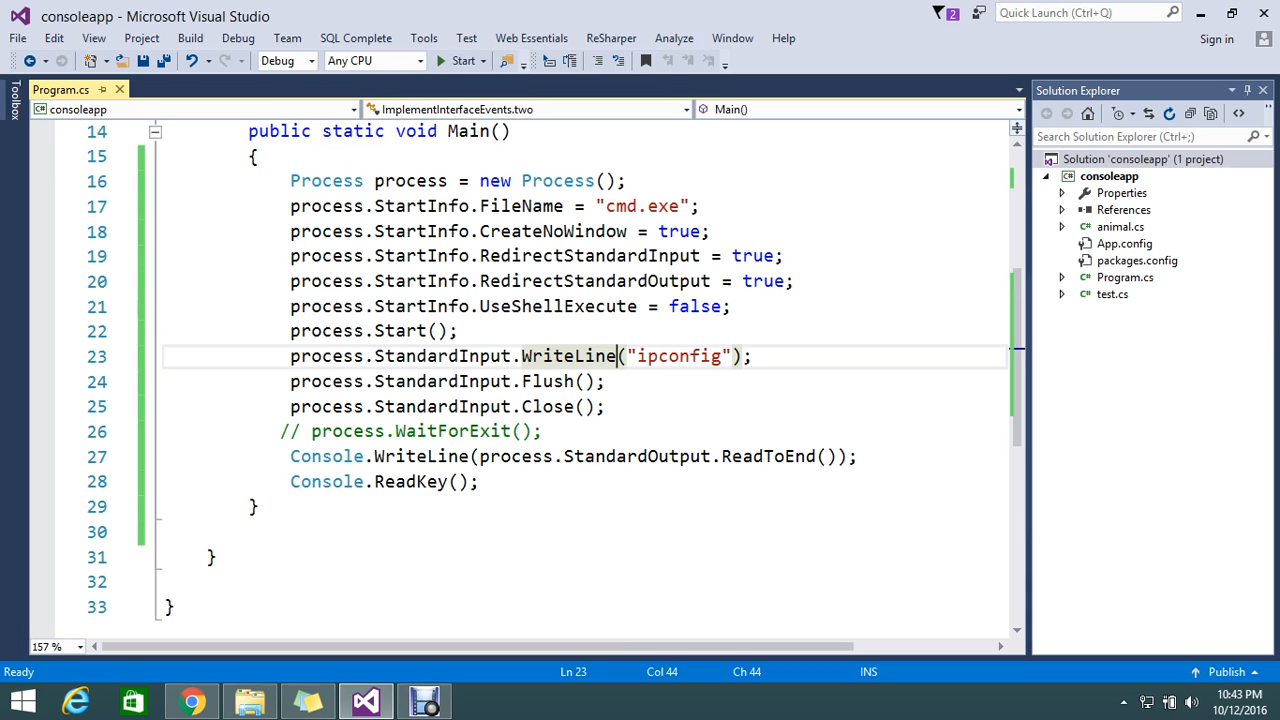 consoleapp - Microsoft Visual Studio
2
Quick Launch (Ctrl+Q)
File Edit View Project Build Debug Team SQL Complete Tools Test Web Essentials ReSharper Analyze Window Help
Sign in
Debug Any CPU Start
Toolbox
Program.cs
consoleapp ImplementInterfaceEvents.two Main()
14 public static void Main()
15 {
16 Process process = new Process();
17 process.StartInfo.FileName = "cmd.exe";
18 process.StartInfo.CreateNoWindow = true;
19 process.StartInfo.RedirectStandardInput = true;
20 process.StartInfo.RedirectStandardOutput = true;
21 process.StartInfo.UseShellExecute = false;
22 process.Start();
23 process.StandardInput.WriteLine("ipconfig");
24 process.StandardInput.Flush();
25 process.StandardInput.Close();
26 // process.WaitForExit();
27 Console.WriteLine(process.StandardOutput.ReadToEnd());
28 Console.ReadKey();
29 }
30
31 }
32
33 }
157 %
Solution Explorer
Search Solution Explorer (Ctrl+;)
Solution 'consoleapp' (1 project)
consoleapp
Properties
References
animal.cs
App.config
packages.config
Program.cs
test.cs
Ready Ln 23 Col 44 Ch 44 INS Publish
10:43 PM
10/12/2016